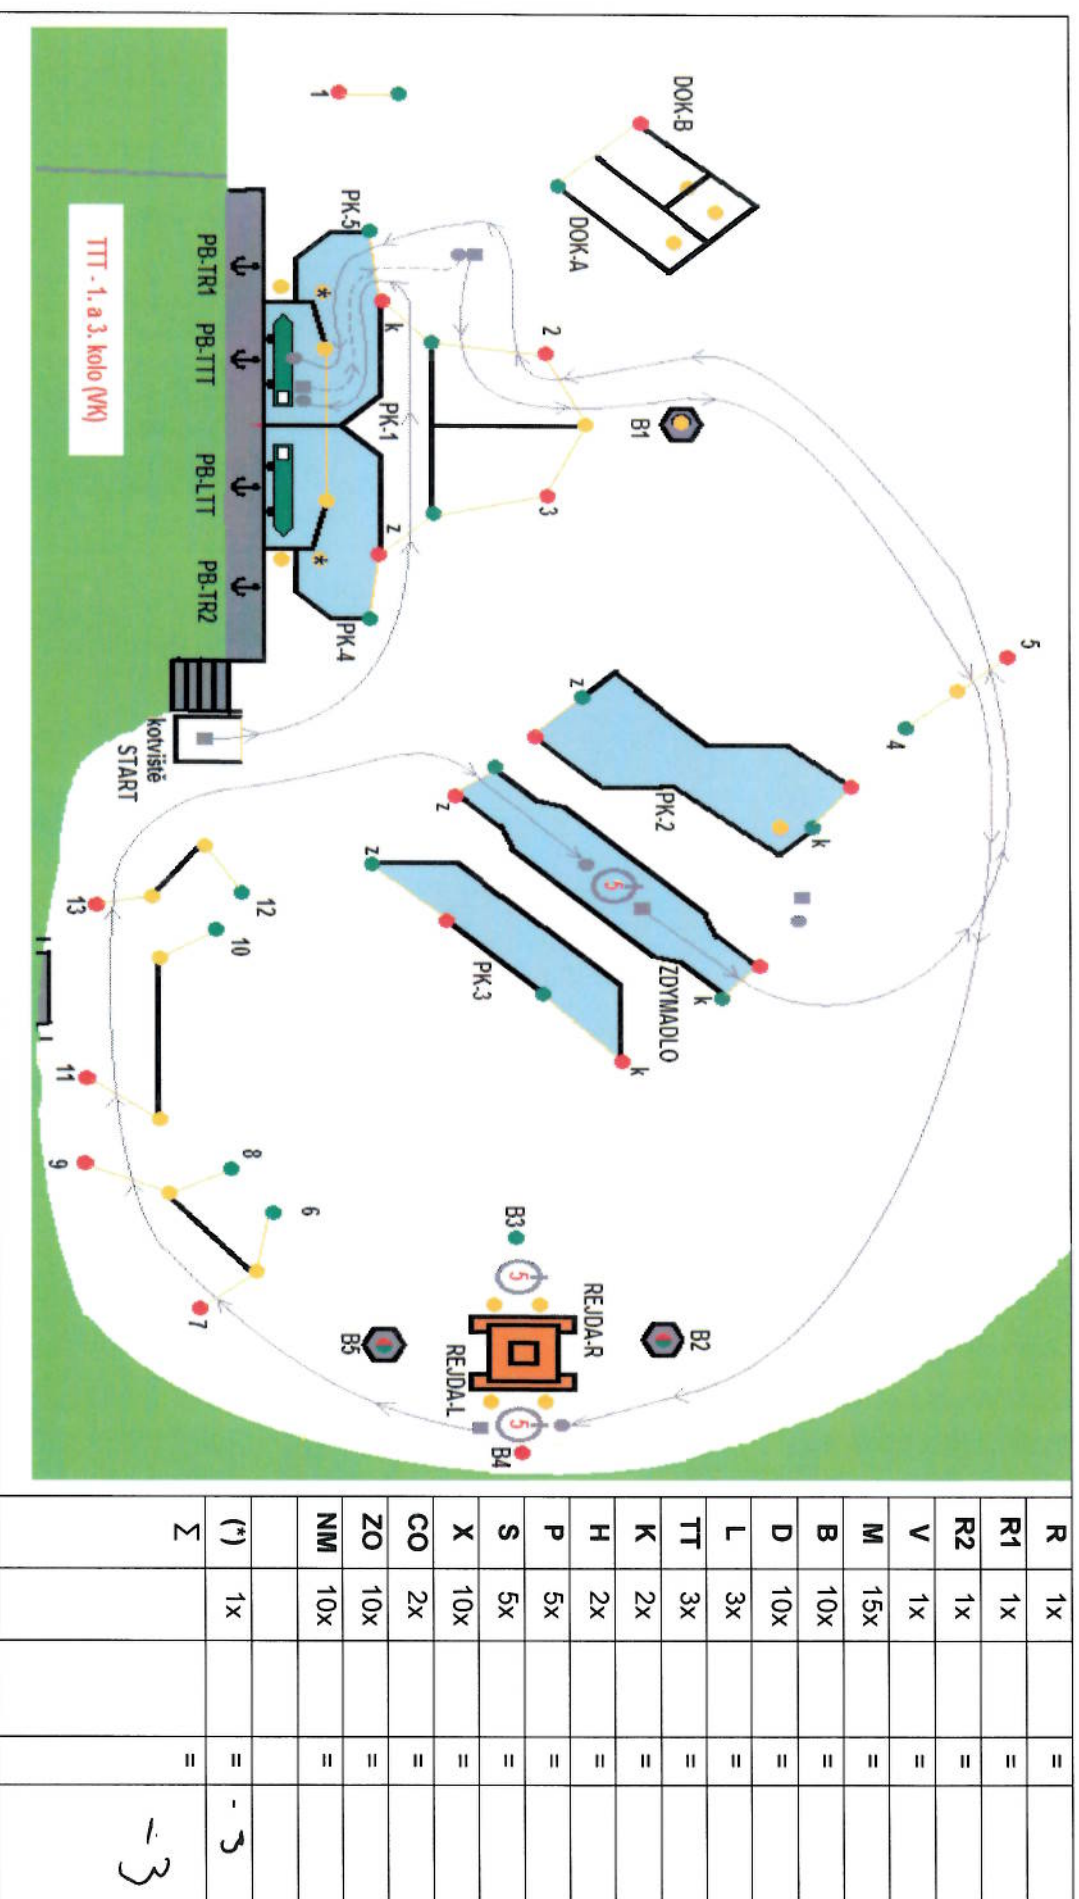 1
DOK-B
DOK-A
PK-5
k
2
B1
PK-1
3
z
PK-4
*
*
PB-TR1
PB-TTT
PB-LTT
PB-TR2
TTT - 1. a 3. kolo (VK)
kotviště
START
5
4
z
PK-2
k
z
5
ZDYMADLO
k
z
PK-3
k
12
13
10
11
8
9
6
7
B3
5
REJDA-R
REJDA-L
B2
B5
5
B4
R 1x =
R1 1x =
R2 1x =
V 1x =
M 15x =
B 10x =
D 10x =
L 3x =
TT 3x =
K 2x =
H 2x =
P 5x =
S 5x =
X 10x =
CO 2x =
ZO 10x =
NM 10x =
(*) 1x = - 3
Σ = -3